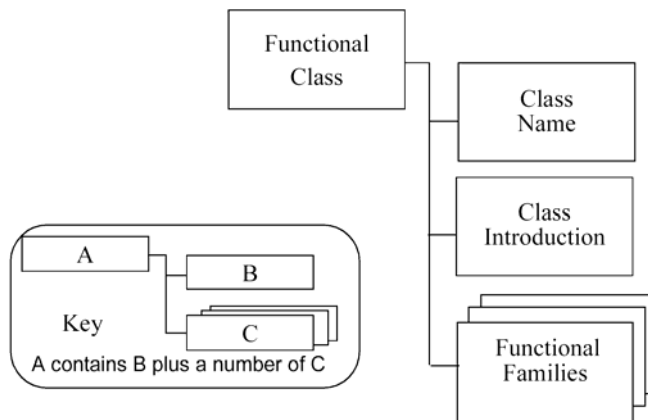 Functional
Class
Class
Name
Class
Introduction
Functional
Families
A
B
C
Key
A contains B plus a number of C